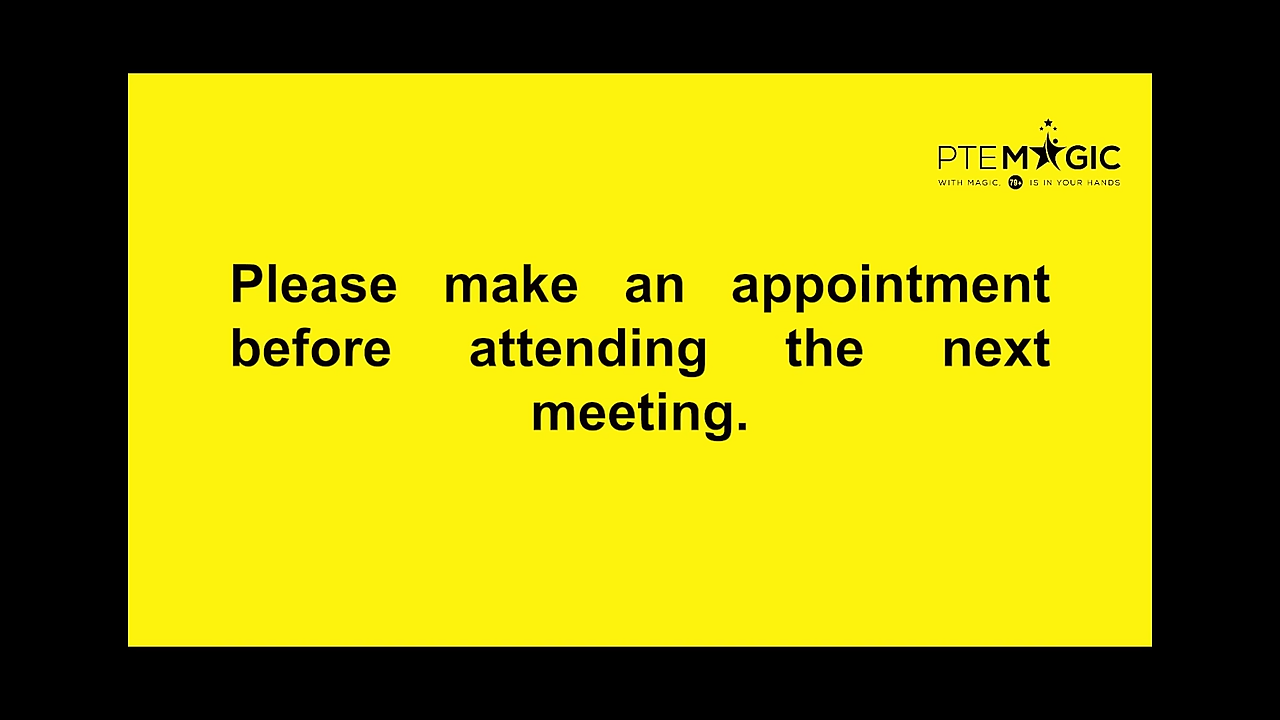 PTEMAGIC
WITH MAGIC, 79+ IS IN YOUR HANDS
Please make an appointment
before attending the next
meeting.